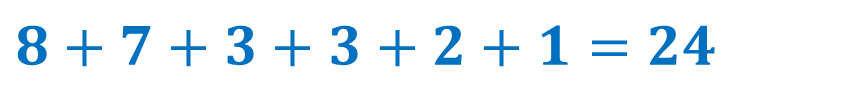 8 + 7 + 3 + 3 + 2 + 1 = 24